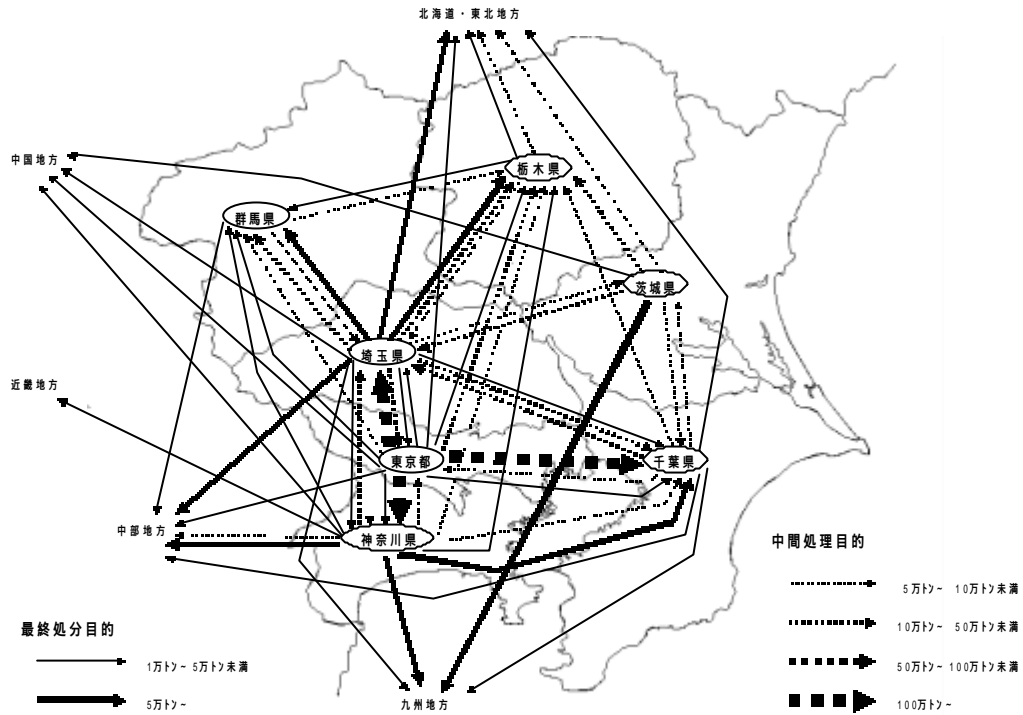 北海道・東北地方
中国地方
栃木県
群馬県
茨城県
埼玉県
近畿地方
東京都
千葉県
中部地方
神奈川県
中間処理目的
5万トン~ 10万トン未満
最終処分目的
10万トン~ 50万トン未満
1万トン~ 5万トン未満
50万トン~ 100万トン未満
5万トン~
九州地方
100万トン~